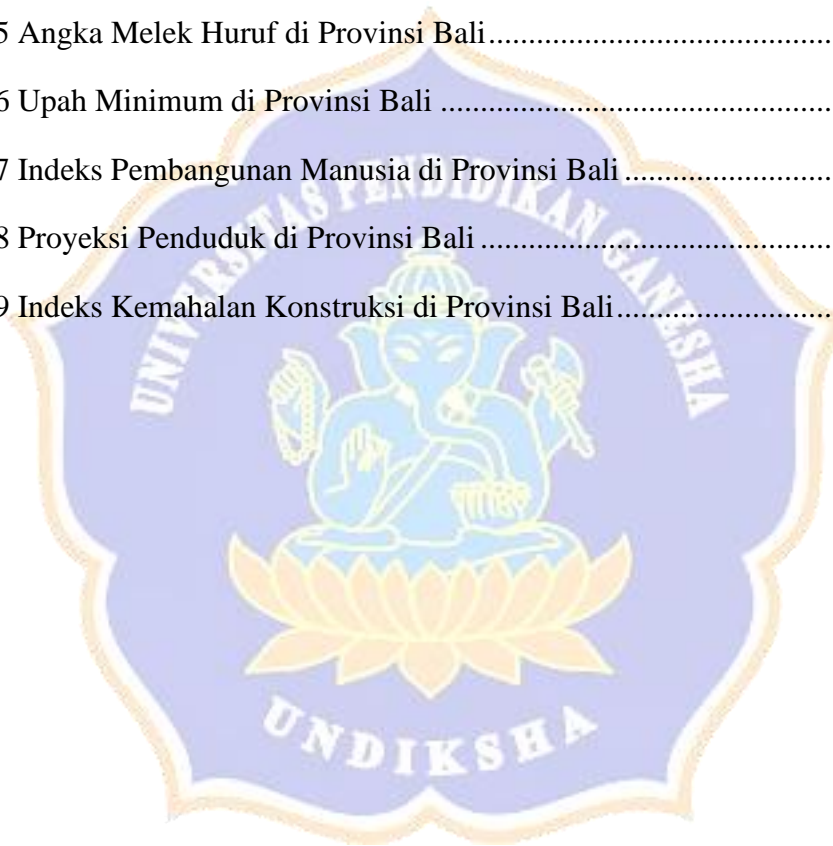 5 Angka Melek Huruf di Provinsi Bali...........................................
6 Upah Minimum di Provinsi Bali .................................................
7 Indeks Pembangunan Manusia di Provinsi Bali ..........................
8 Proyeksi Penduduk di Provinsi Bali ............................................
9 Indeks Kemahalan Konstruksi di Provinsi Bali...........................
UNIVERSITAS PENDIDIKAN GANESHA
UNDIKSHA